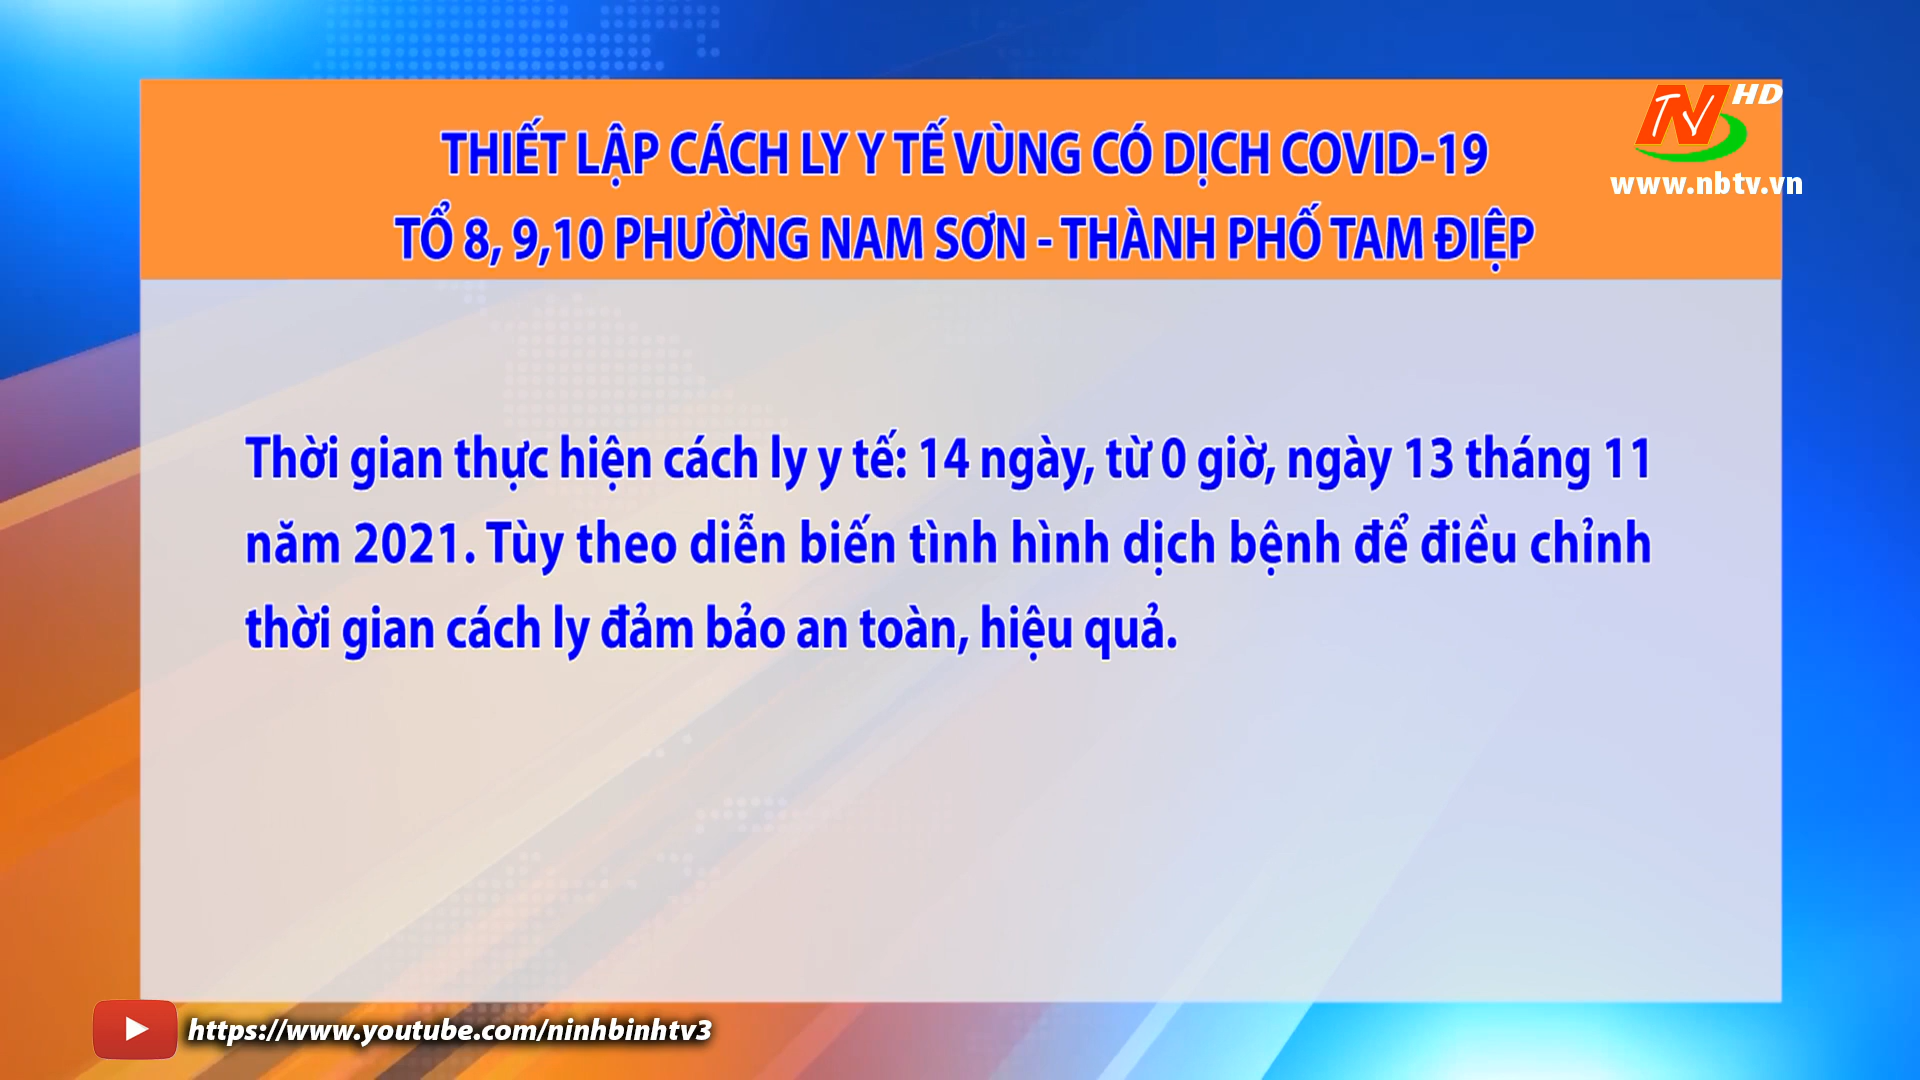 THIẾT LẬP CÁCH LY Y TẾ VÙNG CÓ DỊCH COVID-19
TỔ 8, 9,10 PHƯỜNG NAM SƠN - THÀNH PHỐ TAM ĐIỆP
NTV HD
www.nbtv.vn
Thời gian thực hiện cách ly y tế: 14 ngày, từ 0 giờ, ngày 13 tháng 11
năm 2021. Tùy theo diễn biến tình hình dịch bệnh để điều chỉnh
thời gian cách ly đảm bảo an toàn, hiệu quả.
https://www.youtube.com/ninhbinhtv3